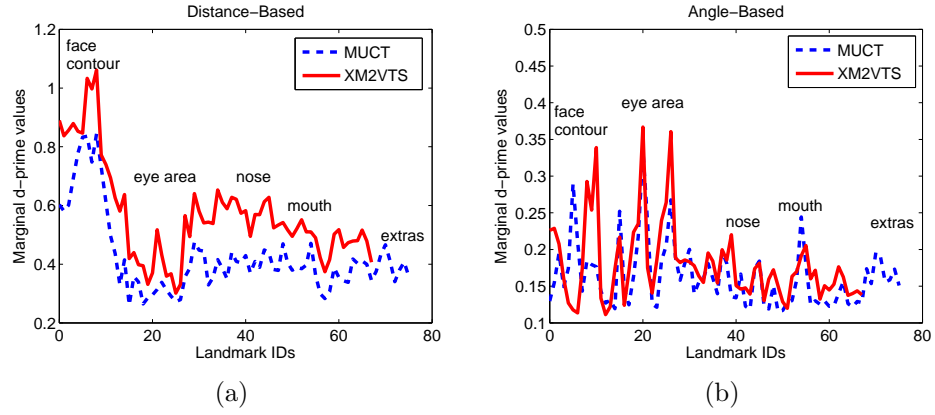 Distance−Based
Marginal d−prime values
1.2
1
0.8
0.6
0.4
0.2
0
20
40
60
80
Landmark IDs
face
contour
eye area
nose
mouth
extras
MUCT
XM2VTS
(a)
Angle−Based
Marginal d−prime values
0.5
0.45
0.4
0.35
0.3
0.25
0.2
0.15
0.1
0
20
40
60
80
Landmark IDs
face
contour
eye area
nose
mouth
extras
MUCT
XM2VTS
(b)